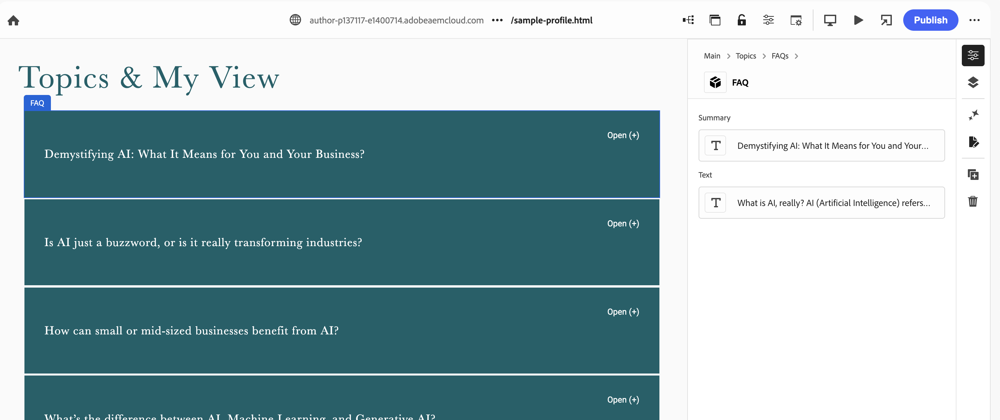 author-p137117-e1400714.adobeaemcloud.com ••• /sample-profile.html
Publish
Topics & My View
FAQ
Open (+)
Demystifying AI: What It Means for You and Your Business?
Open (+)
Is AI just a buzzword, or is it really transforming industries?
Open (+)
How can small or mid-sized businesses benefit from AI?
Open (+)
What's the difference between AI, Machine Learning, and Generative AI?
Main > Topics > FAQs >
FAQ
Summary
T Demystifying AI: What It Means for You and Your...
Text
T What is AI, really? AI (Artificial Intelligence) refers...